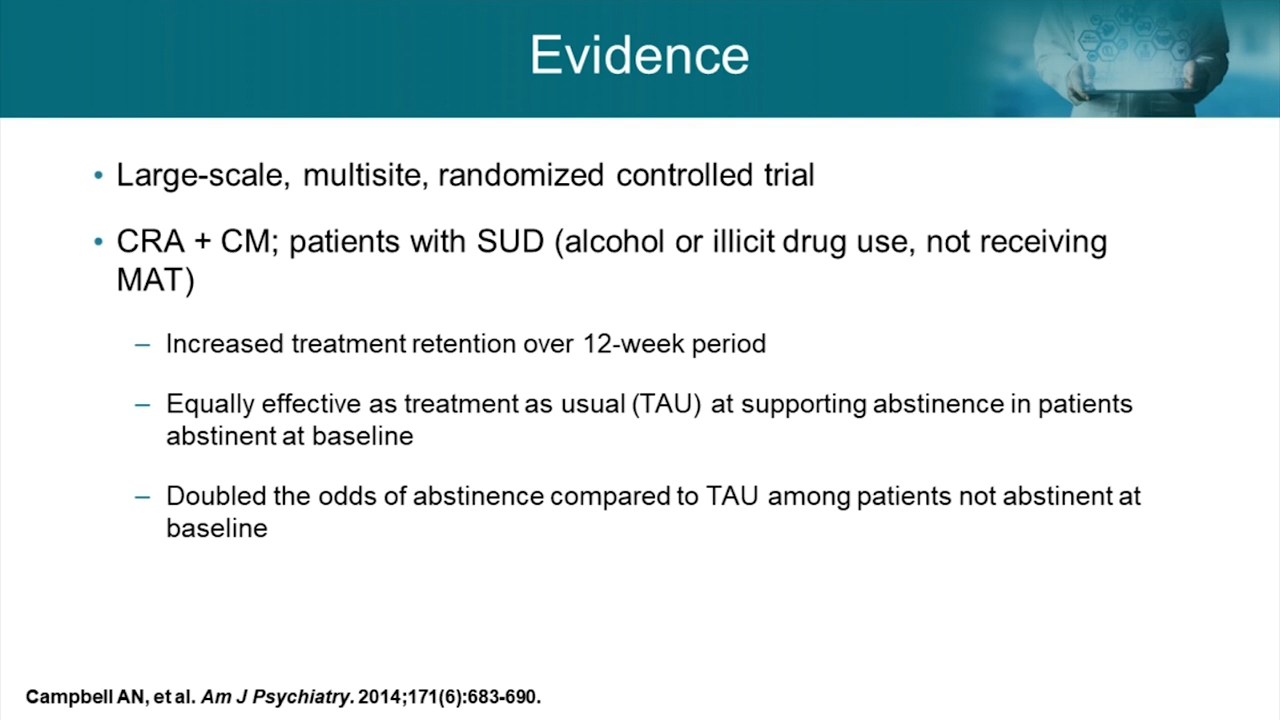 Evidence
• Large-scale, multisite, randomized controlled trial
• CRA + CM; patients with SUD (alcohol or illicit drug use, not receiving
MAT)
– Increased treatment retention over 12-week period
– Equally effective as treatment as usual (TAU) at supporting abstinence in patients
abstinent at baseline
– Doubled the odds of abstinence compared to TAU among patients not abstinent at
baseline
Campbell AN, et al. Am J Psychiatry. 2014;171(6):683-690.